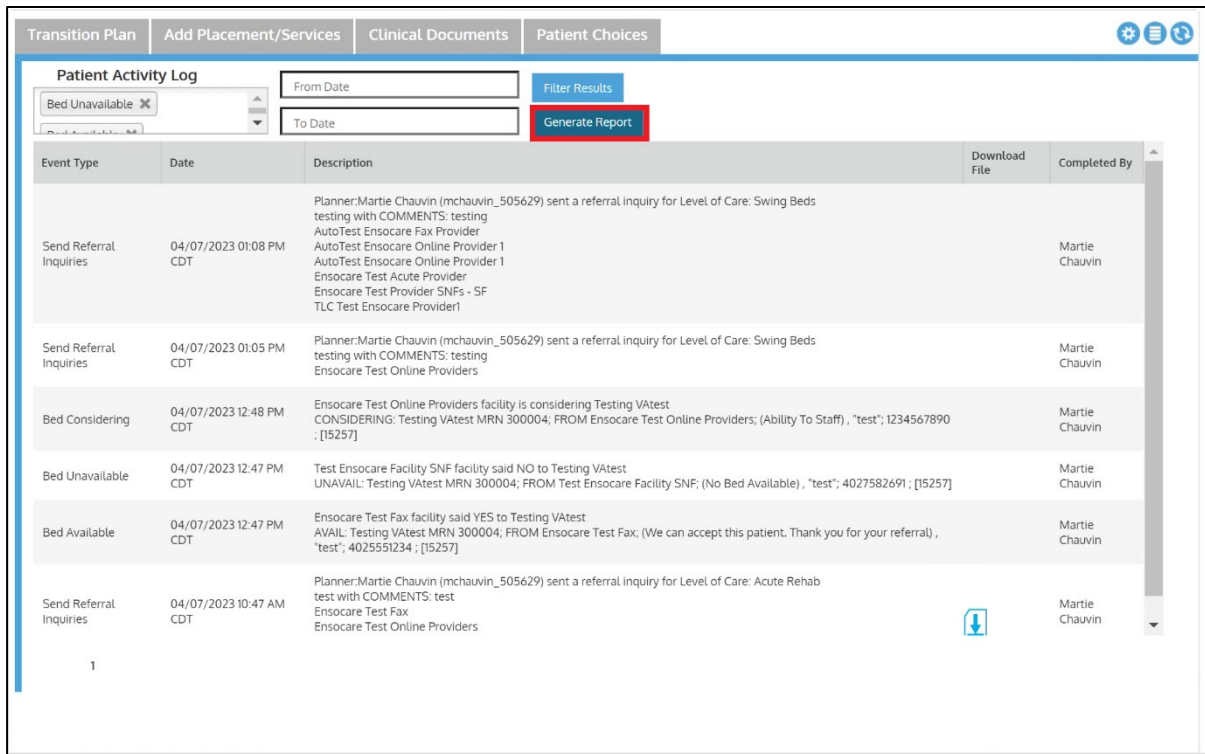 Transition Plan
Add Placement/Services
Clinical Documents
Patient Choices
Patient Activity Log
Bed Unavailable ✖
Bed Available ✖
From Date
To Date
Filter Results
Generate Report
Event Type
Date
Description
Download
File
Completed By
Send Referral
Inquiries
04/07/2023 01:08 PM
CDT
Planner:Martie Chauvin (mchauvin_505629) sent a referral inquiry for Level of Care: Swing Beds
testing with COMMENTS: testing
AutoTest Ensocare Fax Provider
AutoTest Ensocare Online Provider 1
AutoTest Ensocare Online Provider 1
Ensocare Test Acute Provider
Ensocare Test Provider SNFs - SF
TLC Test Ensocare Provider1
Martie
Chauvin
Send Referral
Inquiries
04/07/2023 01:05 PM
CDT
Planner:Martie Chauvin (mchauvin_505629) sent a referral inquiry for Level of Care: Swing Beds
testing with COMMENTS: testing
Ensocare Test Online Providers
Martie
Chauvin
Bed Considering
04/07/2023 12:48 PM
CDT
Ensocare Test Online Providers facility is considering Testing VAtest
CONSIDERING: Testing VAtest MRN 300004; FROM Ensocare Test Online Providers; (Ability To Staff) , "test"; 1234567890
; [15257]
Martie
Chauvin
Bed Unavailable
04/07/2023 12:47 PM
CDT
Test Ensocare Facility SNF facility said NO to Testing VAtest
UNAVAIL: Testing VAtest MRN 300004; FROM Test Ensocare Facility SNF; (No Bed Available) , "test"; 4027582691 ; [15257]
Martie
Chauvin
Bed Available
04/07/2023 12:47 PM
CDT
Ensocare Test Fax facility said YES to Testing VAtest
AVAIL: Testing VAtest MRN 300004; FROM Ensocare Test Fax; (We can accept this patient. Thank you for your referral) ,
"test"; 4025551234 ; [15257]
Martie
Chauvin
Send Referral
Inquiries
04/07/2023 10:47 AM
CDT
Planner:Martie Chauvin (mchauvin_505629) sent a referral inquiry for Level of Care: Acute Rehab
test with COMMENTS: test
Ensocare Test Fax
Ensocare Test Online Providers
Martie
Chauvin
1